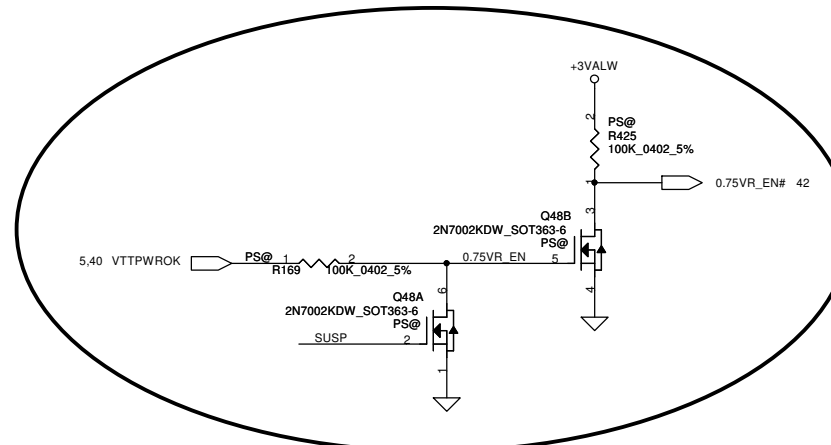 +3VALW
2
PS@
R425
100K_0402_5%
1
0.75VR_EN# 42
3
Q48B
2N7002KDW_SOT363-6
PS@
5,40 VTTPWROK
PS@
1
2
R169
100K_0402_5%
0.75VR_EN
5
4
6
Q48A
2N7002KDW_SOT363-6
PS@
SUSP
2
1